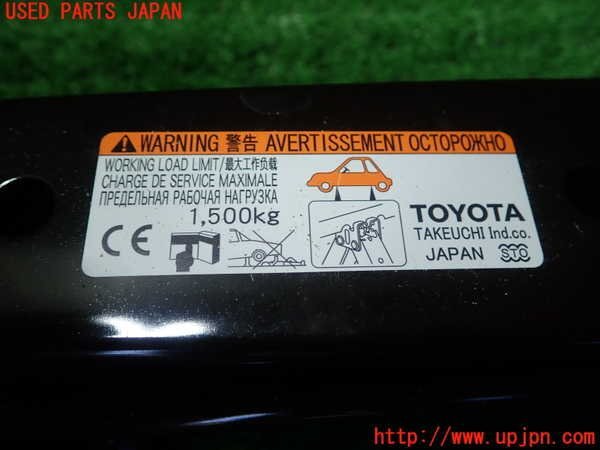 USED PARTS JAPAN
WARNING 警告 AVERTISSEMENT ОСТОРОЖНО
WORKING LOAD LIMIT/最大工作负载
CHARGE DE SERVICE MAXIMALE
ПРЕДЕЛЬНАЯ РАБОЧАЯ НАГРУЗКА
1,500kg
CE
TOYOTA
TAKEUCHI Ind.co.
JAPAN
STO
http://www.upjpn.com/